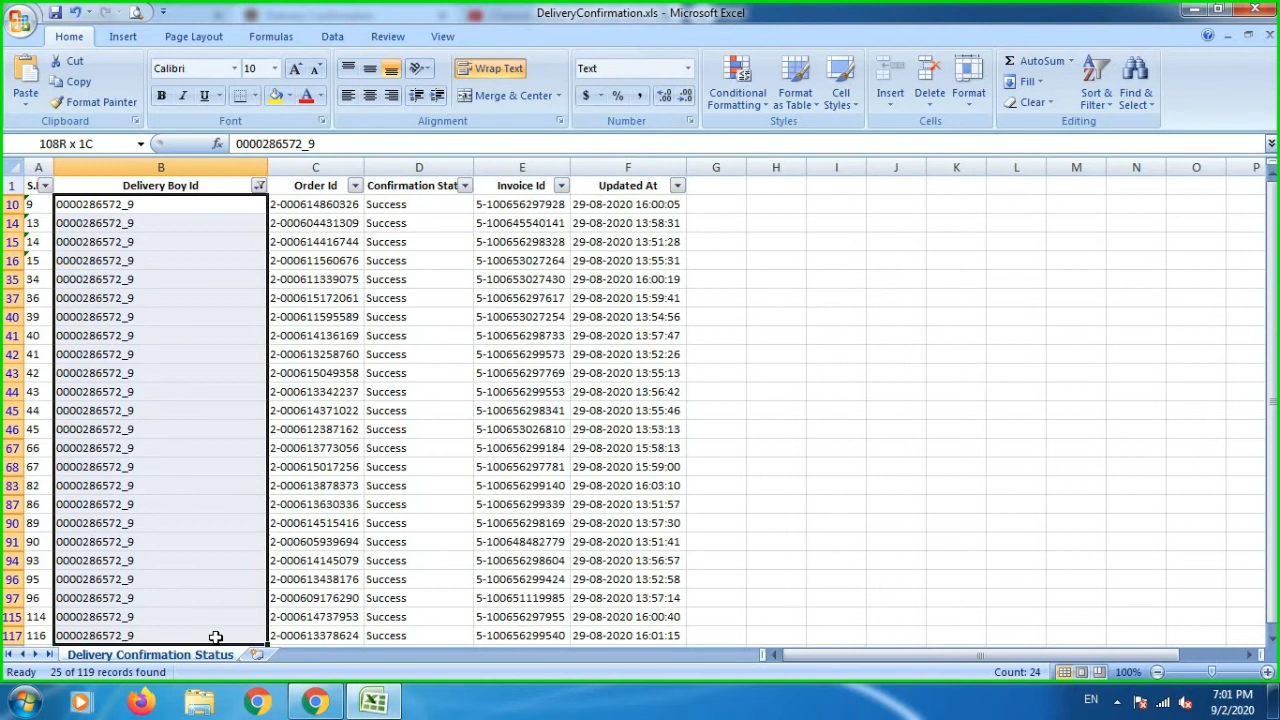 DeliveryConfirmation.xls - Microsoft Excel
Home Insert Page Layout Formulas Data Review View
Paste Cut Copy Format Painter Clipboard
Calibri 10 A A B I U A Font
Wrap Text Merge & Center Alignment
Text $ % , .0 .00 Number
Conditional Formatting Format as Table Cell Styles Styles
Insert Delete Format Cells
AutoSum Fill Clear Sort & Filter Find & Select Editing
108R x 1C fx 0000286572_9
A B C D E F G H I J K L M N O P
1 S. Delivery Boy Id Order Id Confirmation Stat Invoice Id Updated At
10 9 0000286572_9 2-000614860326 Success 5-100656297928 29-08-2020 16:00:05
14 13 0000286572_9 2-000604431309 Success 5-100645540141 29-08-2020 13:58:31
15 14 0000286572_9 2-000614416744 Success 5-100656298328 29-08-2020 13:51:28
16 15 0000286572_9 2-000611560676 Success 5-100653027264 29-08-2020 13:55:31
35 34 0000286572_9 2-000611339075 Success 5-100653027430 29-08-2020 16:00:19
37 36 0000286572_9 2-000615172061 Success 5-100656297617 29-08-2020 15:59:41
40 39 0000286572_9 2-000611595589 Success 5-100653027254 29-08-2020 13:54:56
41 40 0000286572_9 2-000614136169 Success 5-100656298733 29-08-2020 13:57:47
42 41 0000286572_9 2-000613258760 Success 5-100656299573 29-08-2020 13:52:26
43 42 0000286572_9 2-000615049358 Success 5-100656297769 29-08-2020 13:55:13
44 43 0000286572_9 2-000613342237 Success 5-100656299553 29-08-2020 13:56:42
45 44 0000286572_9 2-000614371022 Success 5-100656298341 29-08-2020 13:55:46
46 45 0000286572_9 2-000612387162 Success 5-100653026810 29-08-2020 13:53:13
67 66 0000286572_9 2-000613773056 Success 5-100656299184 29-08-2020 15:58:13
68 67 0000286572_9 2-000615017256 Success 5-100656297781 29-08-2020 15:59:00
83 82 0000286572_9 2-000613878373 Success 5-100656299140 29-08-2020 16:03:10
87 86 0000286572_9 2-000613630336 Success 5-100656299339 29-08-2020 13:51:57
90 89 0000286572_9 2-000614515416 Success 5-100656298169 29-08-2020 13:57:30
91 90 0000286572_9 2-000605939694 Success 5-100648482779 29-08-2020 13:51:41
94 93 0000286572_9 2-000614145079 Success 5-100656298604 29-08-2020 13:56:57
96 95 0000286572_9 2-000613438176 Success 5-100656299424 29-08-2020 13:52:58
97 96 0000286572_9 2-000609176290 Success 5-100651119985 29-08-2020 13:57:14
115 114 0000286572_9 2-000614737953 Success 5-100656297955 29-08-2020 16:00:40
117 116 0000286572_9 2-000613378624 Success 5-100656299540 29-08-2020 16:01:15
Delivery Confirmation Status
Ready 25 of 119 records found Count: 24 100%
EN 7:01 PM
9/2/2020